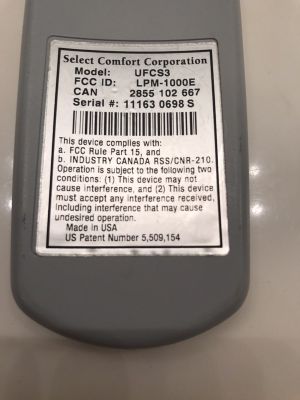 Select Comfort Corporation
Model: UFCS3
FCC ID: LPM-1000E
CAN 2855 102 667
Serial #: 11163 0698 S
This device complies with:
a. FCC Rule Part 15, and
b. INDUSTRY CANADA RSS/CNR-210.
Operation is subject to the following two
conditions: (1) This device may not
cause interference, and (2) This device
must accept any interference received,
including interference that may cause
undesired operation.
Made in USA
US Patent Number 5,509,154